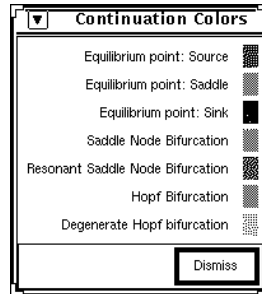 Continuation Colors
Equilibrium point: Source
Equilibrium point: Saddle
Equilibrium point: Sink
Saddle Node Bifurcation
Resonant Saddle Node Bifurcation
Hopf Bifurcation
Degenerate Hopf bifurcation
Dismiss